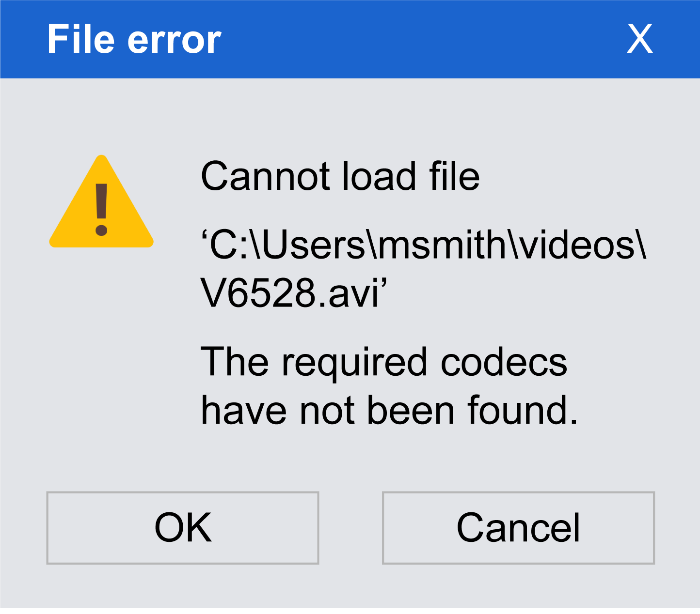 File error X
Cannot load file
‘C:\Users\msmith\videos\
V6528.avi’
The required codecs
have not been found.
OK Cancel